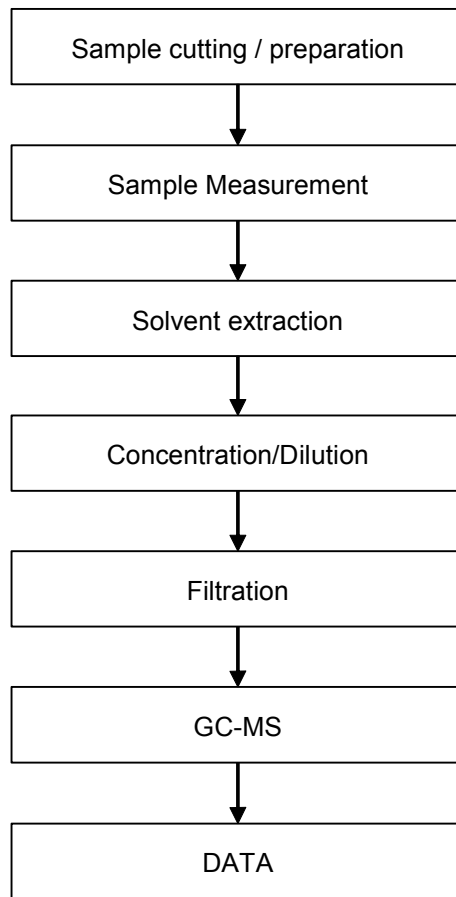 Sample cutting / preparation
Sample Measurement
Solvent extraction
Concentration/Dilution
Filtration
GC-MS
DATA